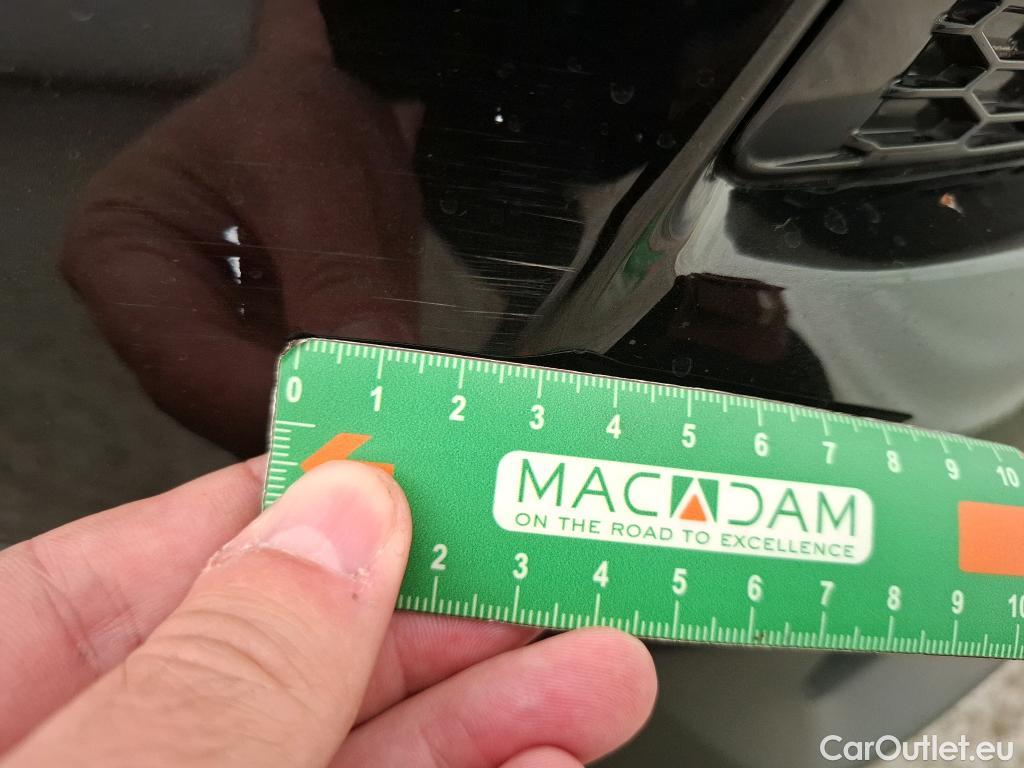 0 1 2 3 4 5 6 7 8 9 10
MACADAM
ON THE ROAD TO EXCELLENCE
2 3 4 5 6 7 8 9 10
CarOutlet.eu